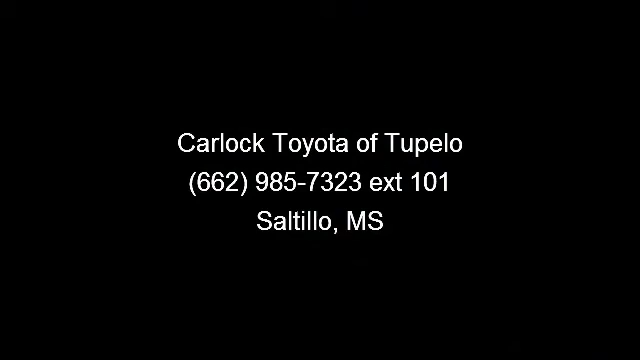 Carlock Toyota of Tupelo
(662) 985-7323 ext 101
Saltillo, MS